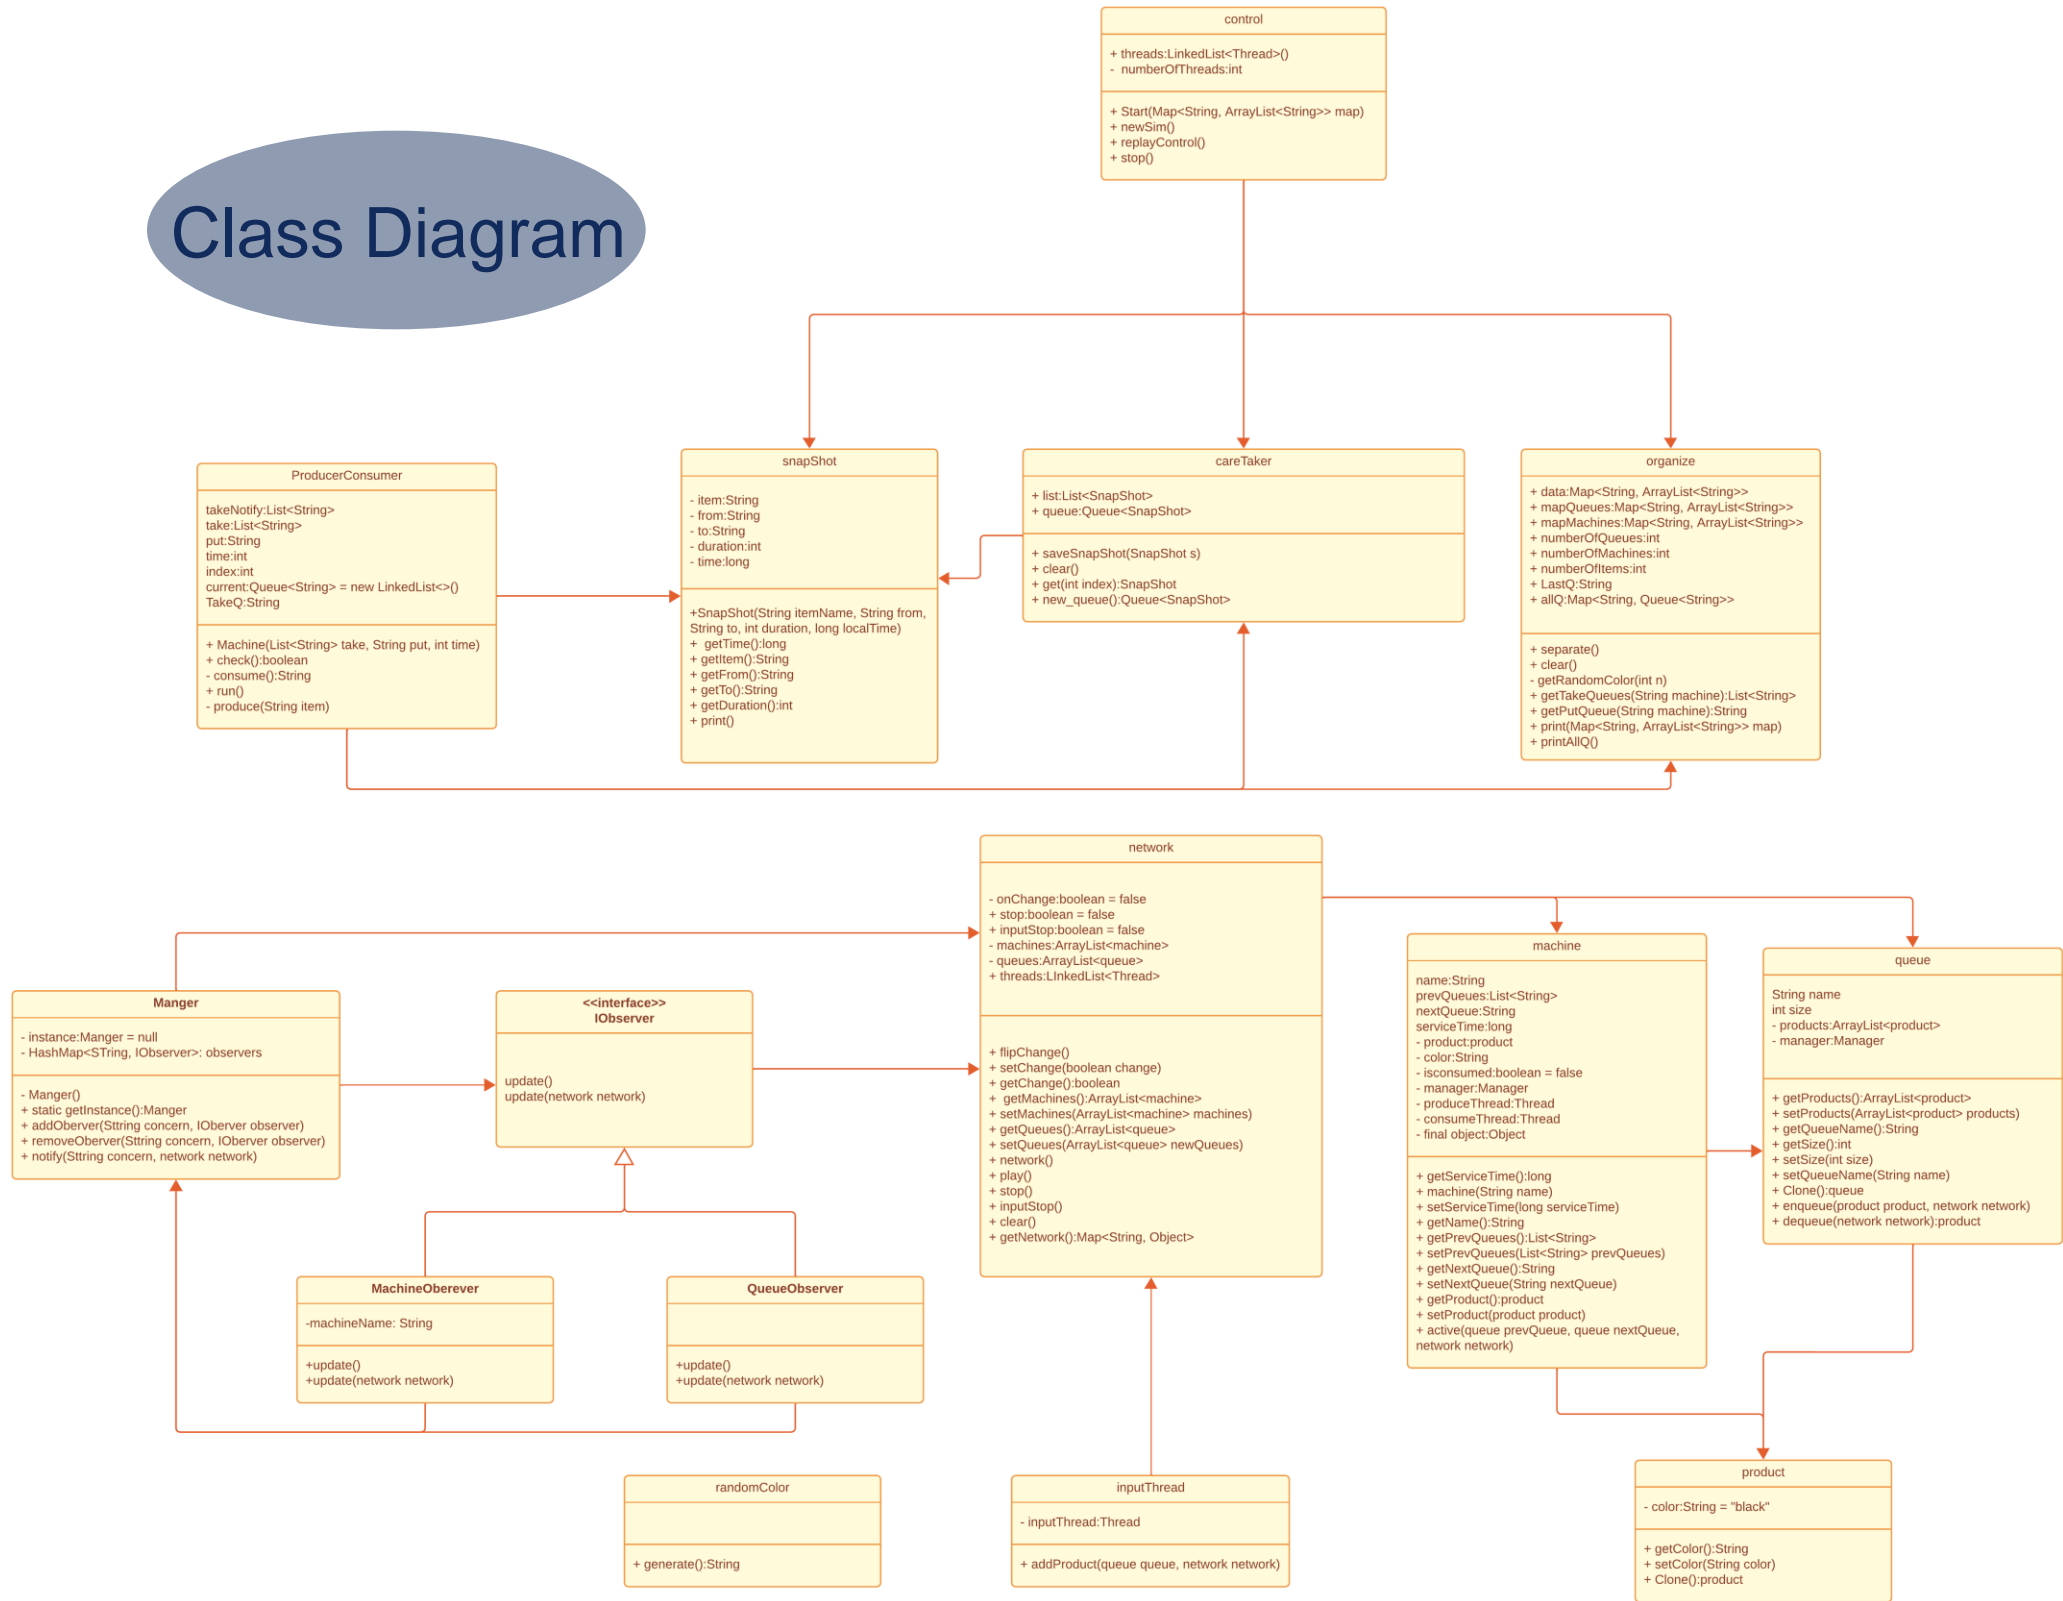 control
+ threads:LinkedList<Thread>()
-  numberOfThreads:int
+ Start(Map<String, ArrayList<String>> map)
+ newSim()
+ replayControl()
+ stop()
Class Diagram
ProducerConsumer
takeNotify:List<String>
take:List<String>
put:String
time:int
index:int
current:Queue<String> = new LinkedList<>()
TakeQ:String
+ Machine(List<String> take, String put, int time)
+ check():boolean
- consume():String
+ run()
- produce(String item)
snapShot
- item:String
- from:String
- to:String
- duration:int
- time:long
+SnapShot(String itemName, String from,
String to, int duration, long localTime)
+  getTime():long
+ getItem():String
+ getFrom():String
+ getTo():String
+ getDuration():int
+ print()
careTaker
+ list:List<SnapShot>
+ queue:Queue<SnapShot>
+ saveSnapShot(SnapShot s)
+ clear()
+ get(int index):SnapShot
+ new_queue():Queue<SnapShot>
organize
+ data:Map<String, ArrayList<String>>
+ mapQueues:Map<String, ArrayList<String>>
+ mapMachines:Map<String, ArrayList<String>>
+ numberOfQueues:int
+ numberOfMachines:int
+ numberOfItems:int
+ LastQ:String
+ allQ:Map<String, Queue<String>>
+ separate()
+ clear()
- getRandomColor(int n)
+ getTakeQueues(String machine):List<String>
+ getPutQueue(String machine):String
+ print(Map<String, ArrayList<String>> map)
+ printAllQ()
Manger
- instance:Manger = null
- HashMap<STring, IObserver>: observers
- Manger()
+ static getInstance():Manger
+ addOberver(Sttring concern, IOberver observer)
+ removeOberver(Sttring concern, IOberver observer)
+ notify(Sttring concern, network network)
<<interface>>
IObserver
update()
update(network network)
MachineOberever
-machineName: String
+update()
+update(network network)
QueueObserver
+update()
+update(network network)
network
- onChange:boolean = false
+ stop:boolean = false
+ inputStop:boolean = false
- machines:ArrayList<machine>
- queues:ArrayList<queue>
+ threads:LInkedList<Thread>
+ flipChange()
+ setChange(boolean change)
+ getChange():boolean
+  getMachines():ArrayList<machine>
+ setMachines(ArrayList<machine> machines)
+ getQueues():ArrayList<queue>
+ setQueues(ArrayList<queue> newQueues)
+ network()
+ play()
+ stop()
+ inputStop()
+ clear()
+ getNetwork():Map<String, Object>
machine
name:String
prevQueues:List<String>
nextQueue:String
serviceTime:long
- product:product
- color:String
- isconsumed:boolean = false
- manager:Manager
- produceThread:Thread
- consumeThread:Thread
- final object:Object
+ getServiceTime():long
+ machine(String name)
+ setServiceTime(long serviceTime)
+ getName():String
+ getPrevQueues():List<String>
+ setPrevQueues(List<String> prevQueues)
+ getNextQueue():String
+ setNextQueue(String nextQueue)
+ getProduct():product
+ setProduct(product product)
+ active(queue prevQueue, queue nextQueue,
network network)
queue
String name
int size
- products:ArrayList<product>
- manager:Manager
+ getProducts():ArrayList<product>
+ setProducts(ArrayList<product> products)
+ getQueueName():String
+ getSize():int
+ setSize(int size)
+ setQueueName(String name)
+ Clone():queue
+ enqueue(product product, network network)
+ dequeue(network network):product
randomColor
+ generate():String
inputThread
- inputThread:Thread
+ addProduct(queue queue, network network)
product
- color:String = "black"
+ getColor():String
+ setColor(String color)
+ Clone():product